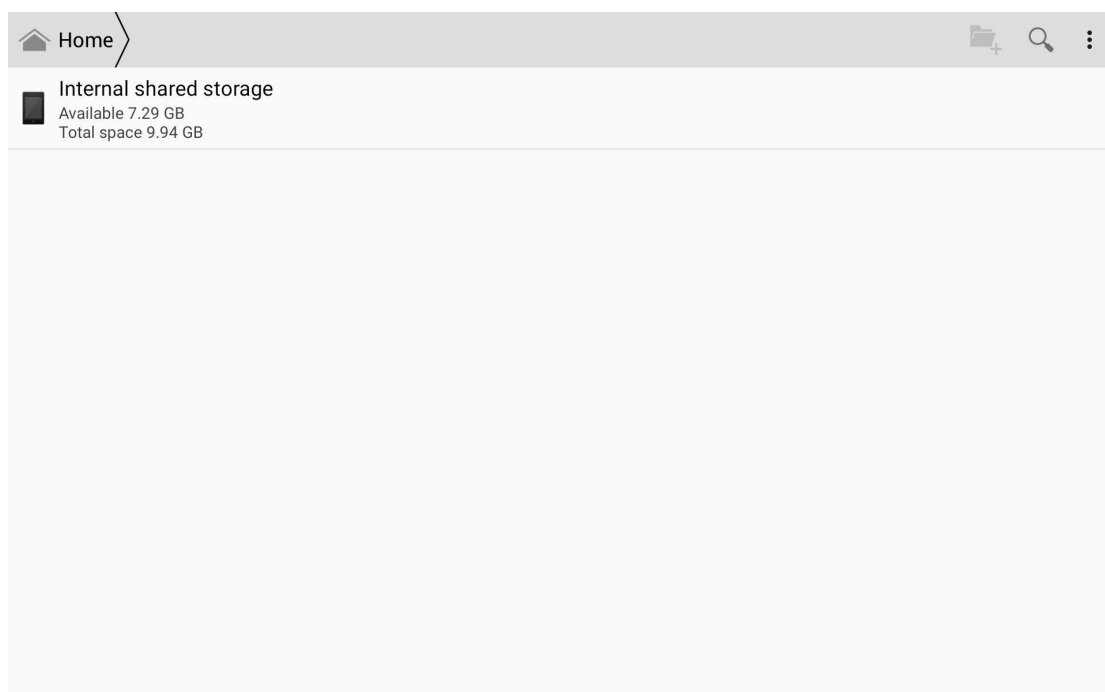 Home
Internal shared storage
Available 7.29 GB
Total space 9.94 GB